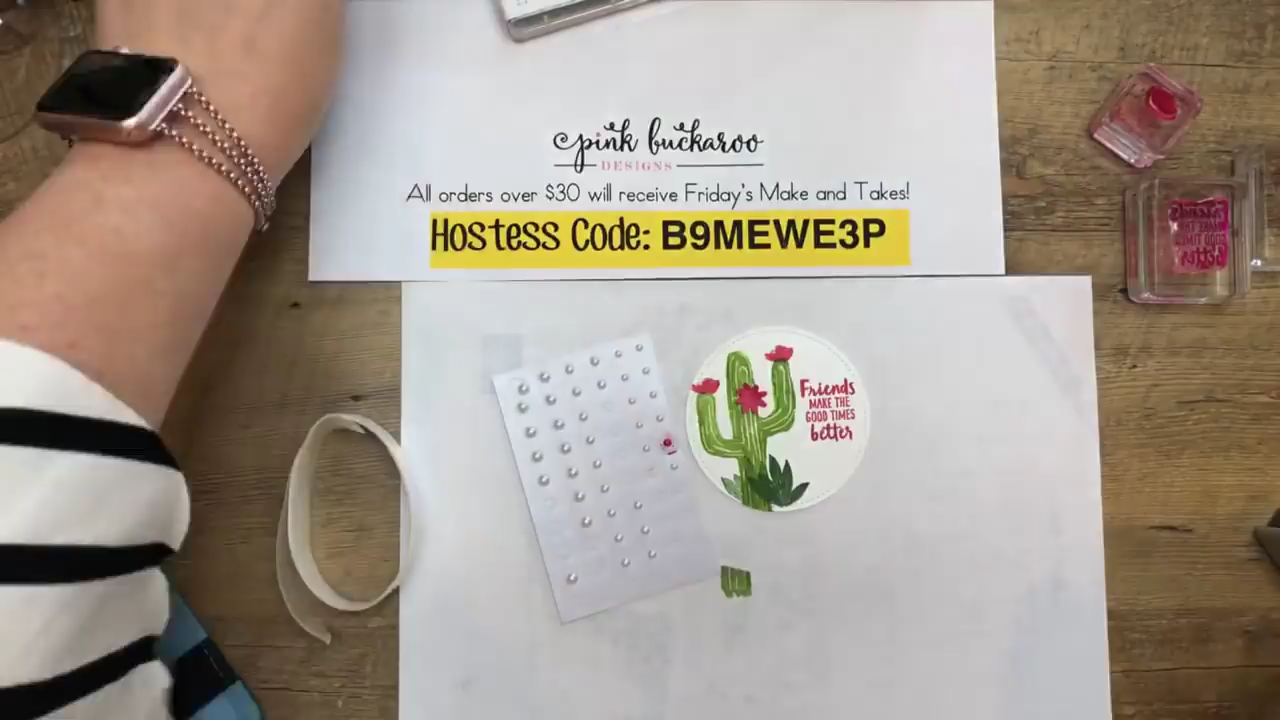 pink buckaroo
DESIGNS
All orders over $30 will receive Friday's Make and Takes!
Hostess Code: B9MEWE3P
Friends
MAKE THE
GOOD TIMES
better